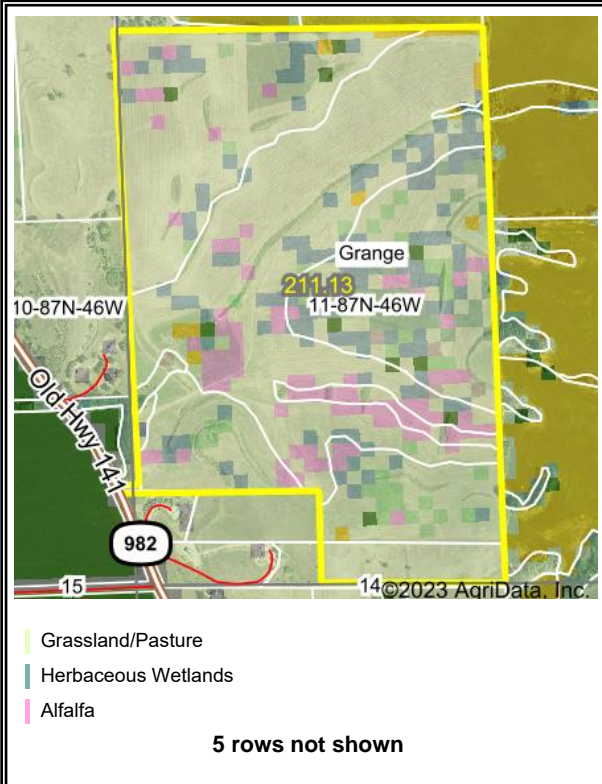 Grange
211.13
10-87N-46W
11-87N-46W
Old Hwy 141
982
15
14
©2023 AgriData, Inc.
Grassland/Pasture
Herbaceous Wetlands
Alfalfa
5 rows not shown